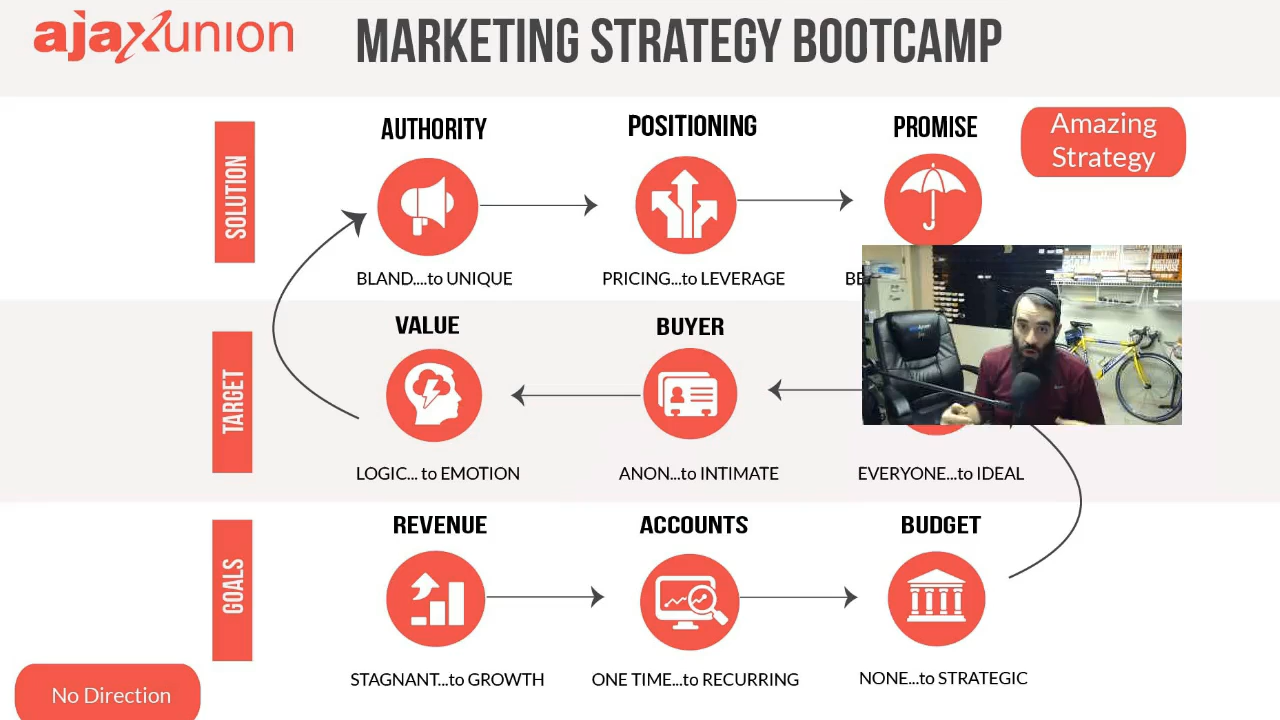 ajaxunion
MARKETING STRATEGY BOOTCAMP
SOLUTION
AUTHORITY
POSITIONING
PROMISE
Amazing
Strategy
BLAND....to UNIQUE
PRICING...to LEVERAGE
TARGET
VALUE
BUYER
LOGIC... to EMOTION
ANON...to INTIMATE
EVERYONE...to IDEAL
GOALS
REVENUE
ACCOUNTS
BUDGET
STAGNANT...to GROWTH
ONE TIME...to RECURRING
NONE...to STRATEGIC
No Direction